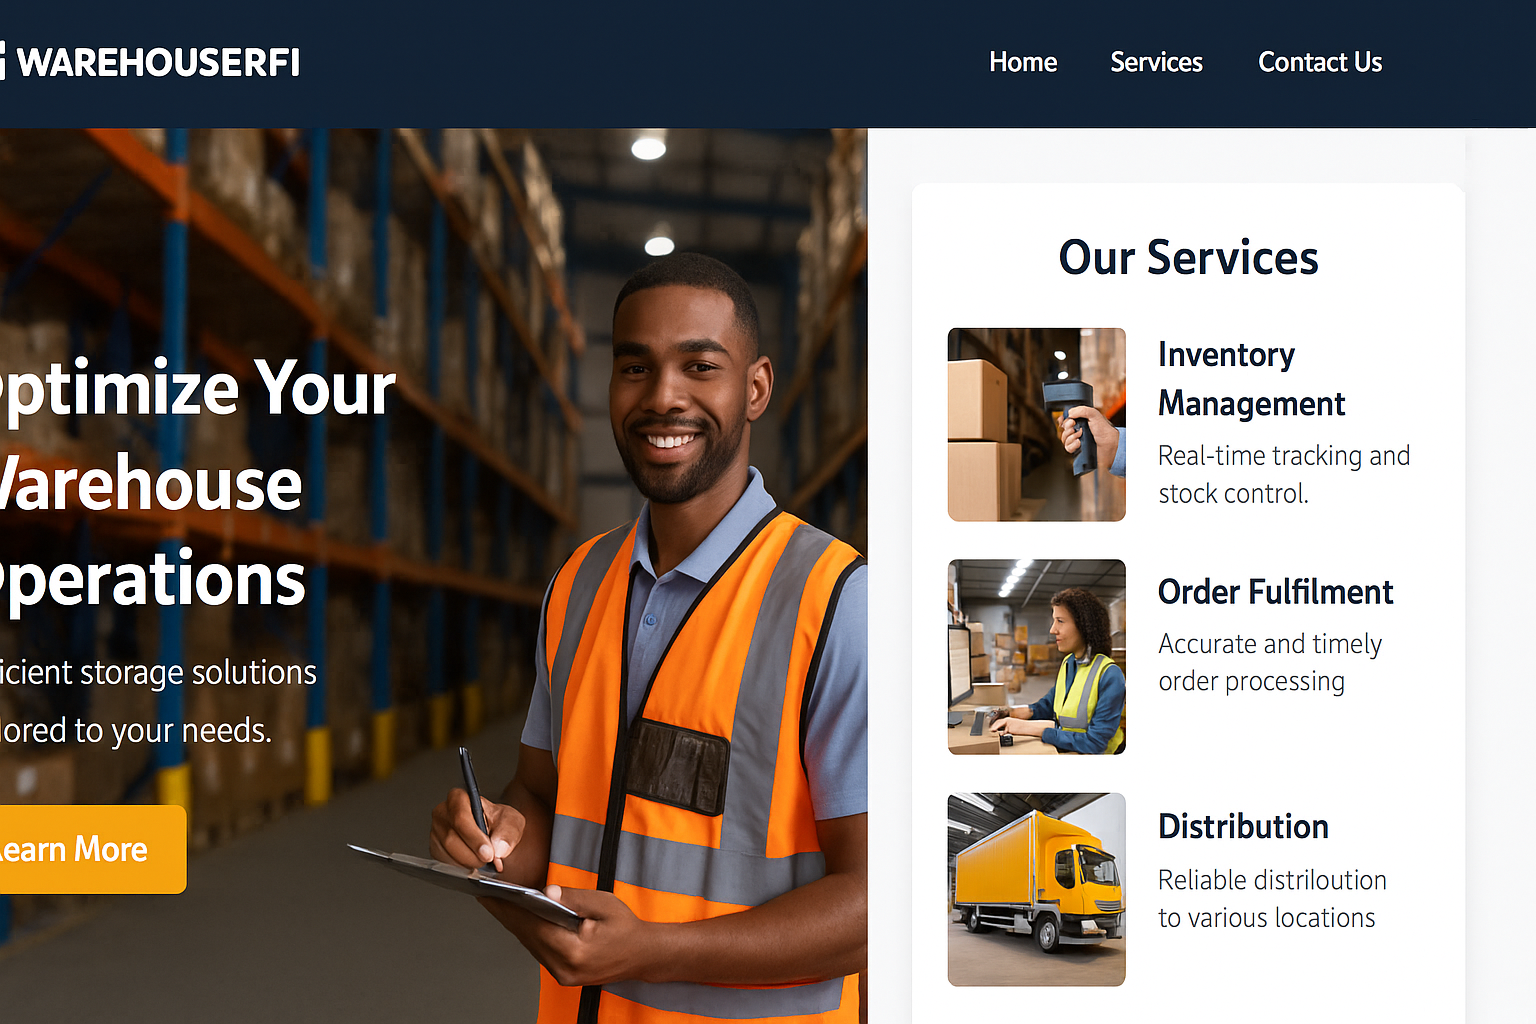 WAREHOUSERFI
Home Services Contact Us
ptimize Your
Warehouse
perations
icient storage solutions
lored to your needs.
Learn More
Our Services
Inventory
Management
Real-time tracking and
stock control.
Order Fulfilment
Accurate and timely
order processing
Distribution
Reliable distriloution
to various locations